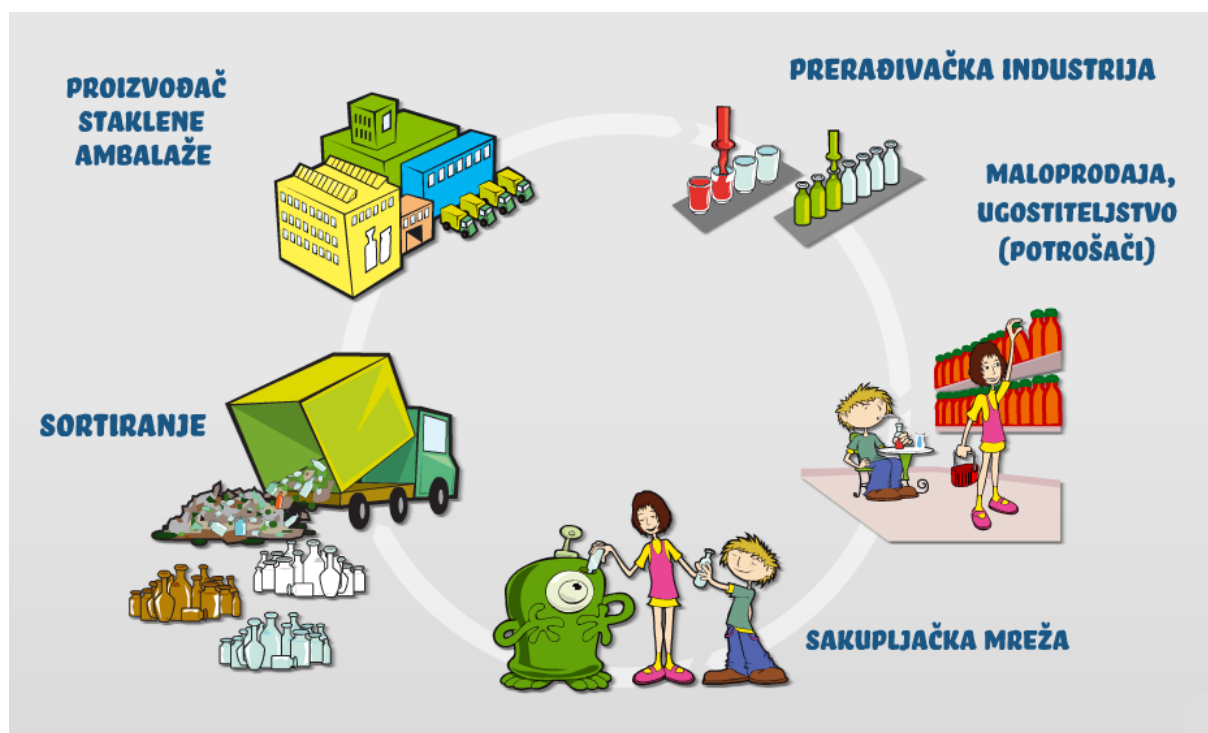 PROIZVOĐAČ
STAKLENE
AMBALAŽE
PRERAĐIVAČKA INDUSTRIJA
MALOPRODAJA,
UGOSTITELJSTVO
(POTROŠAČI)
SORTIRANJE
SAKUPLJAČKA MREŽA